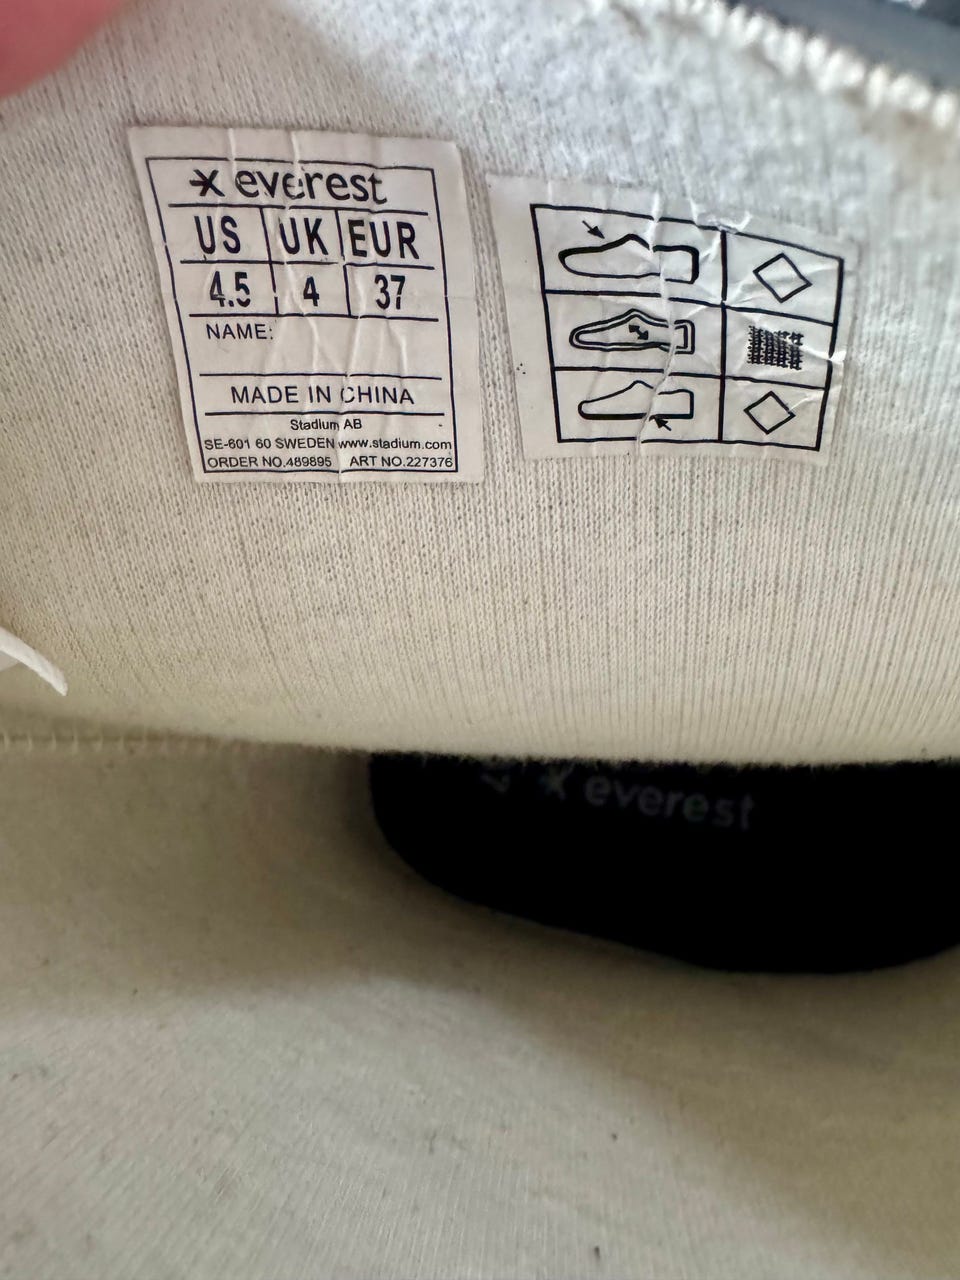 everest
US UK EUR
4.5 4 37
NAME:
MADE IN CHINA
Stadium AB
SE-601 60 SWEDEN www.stadium.com
ORDER NO.489895 ART NO.227376
everest